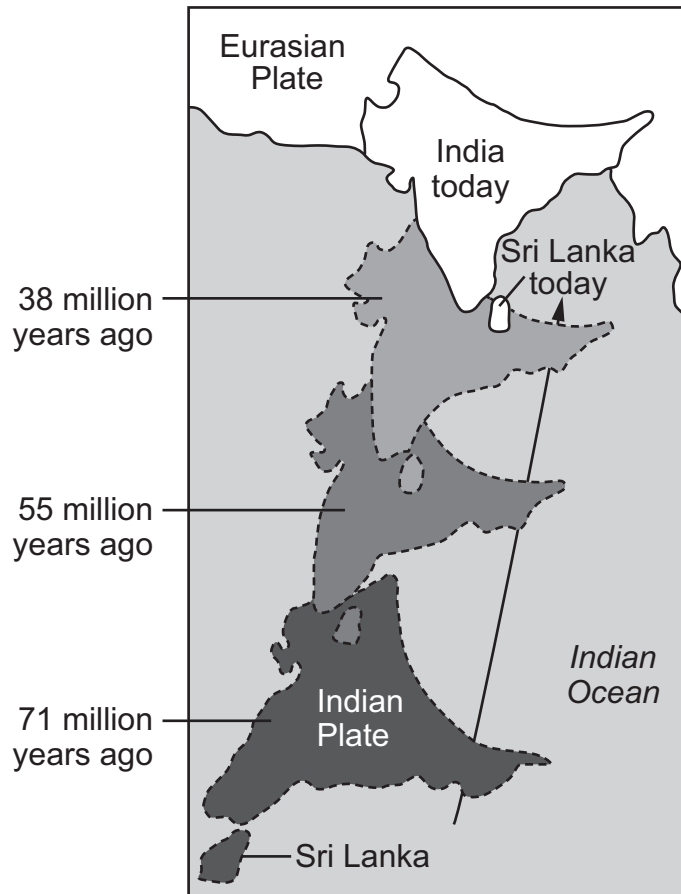 Eurasian
Plate
India
today
Sri Lanka
today
38 million
years ago
55 million
years ago
Indian
Ocean
Indian
Plate
71 million
years ago
Sri Lanka